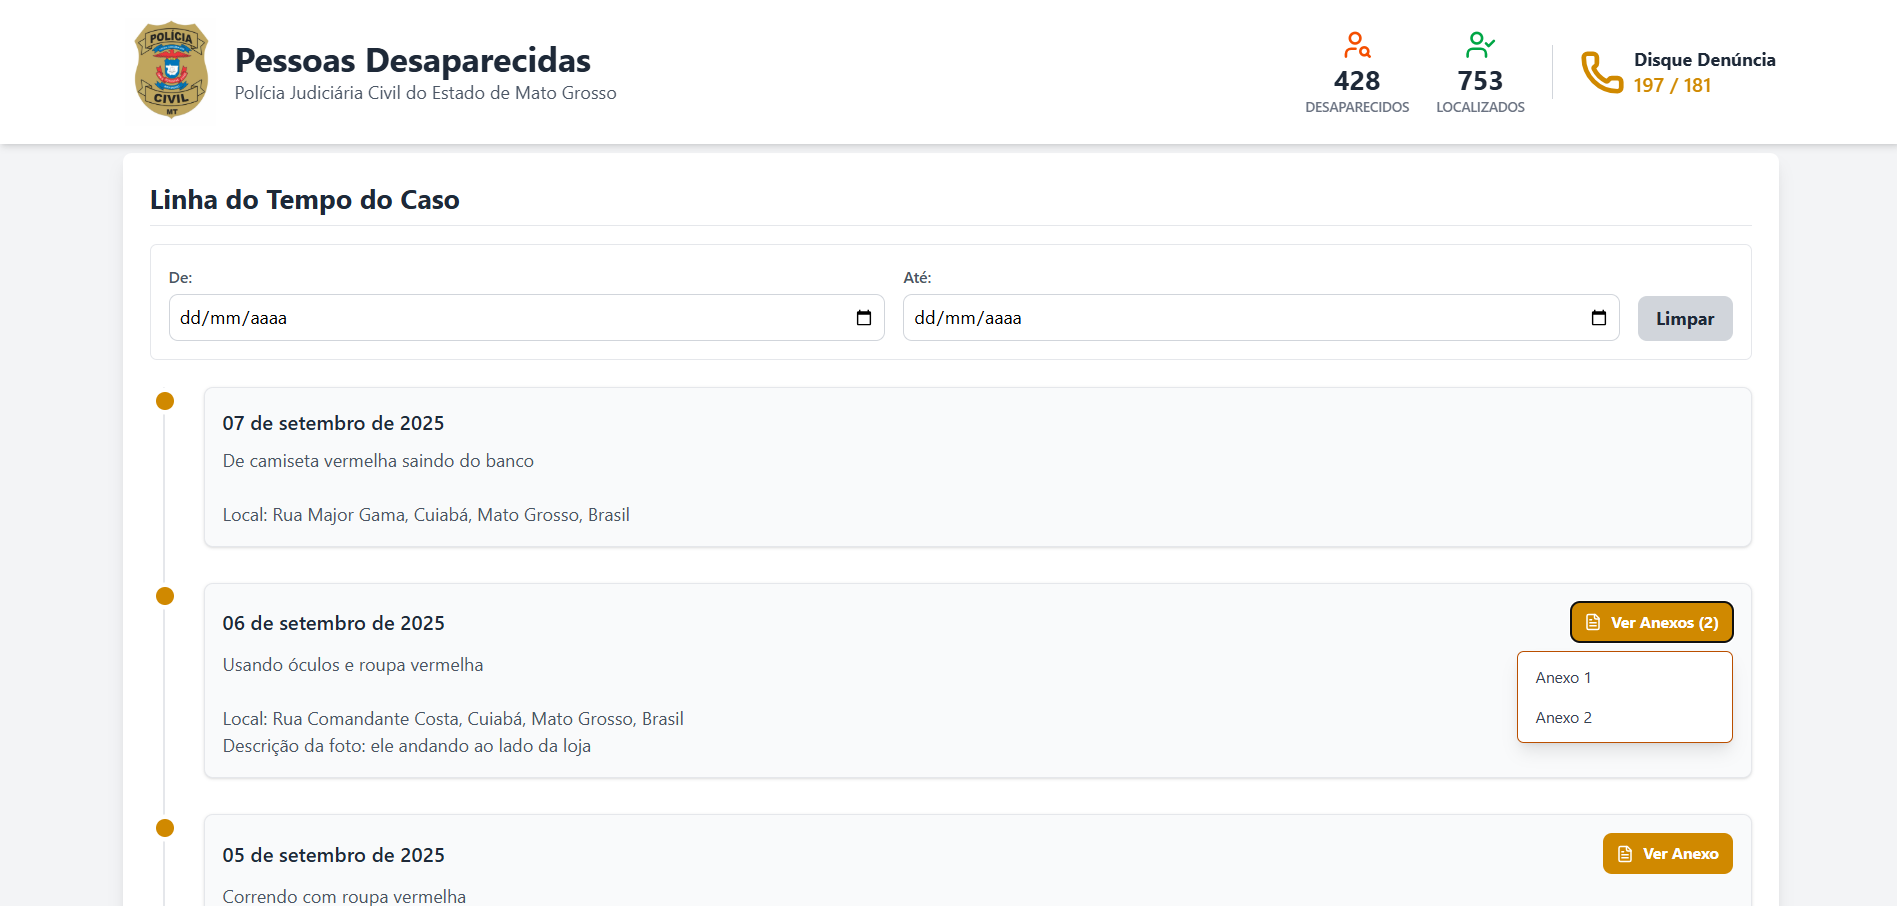 POLÍCIA
CIVIL
MT
Pessoas Desaparecidas
Polícia Judiciária Civil do Estado de Mato Grosso
428
DESAPARECIDOS
753
LOCALIZADOS
Disque Denúncia
197 / 181
Linha do Tempo do Caso
De:
dd/mm/aaaa
Até:
dd/mm/aaaa
Limpar
07 de setembro de 2025
De camiseta vermelha saindo do banco
Local: Rua Major Gama, Cuiabá, Mato Grosso, Brasil
06 de setembro de 2025
Ver Anexos (2)
Anexo 1
Anexo 2
Usando óculos e roupa vermelha
Local: Rua Comandante Costa, Cuiabá, Mato Grosso, Brasil
Descrição da foto: ele andando ao lado da loja
05 de setembro de 2025
Ver Anexo
Correndo com roupa vermelha